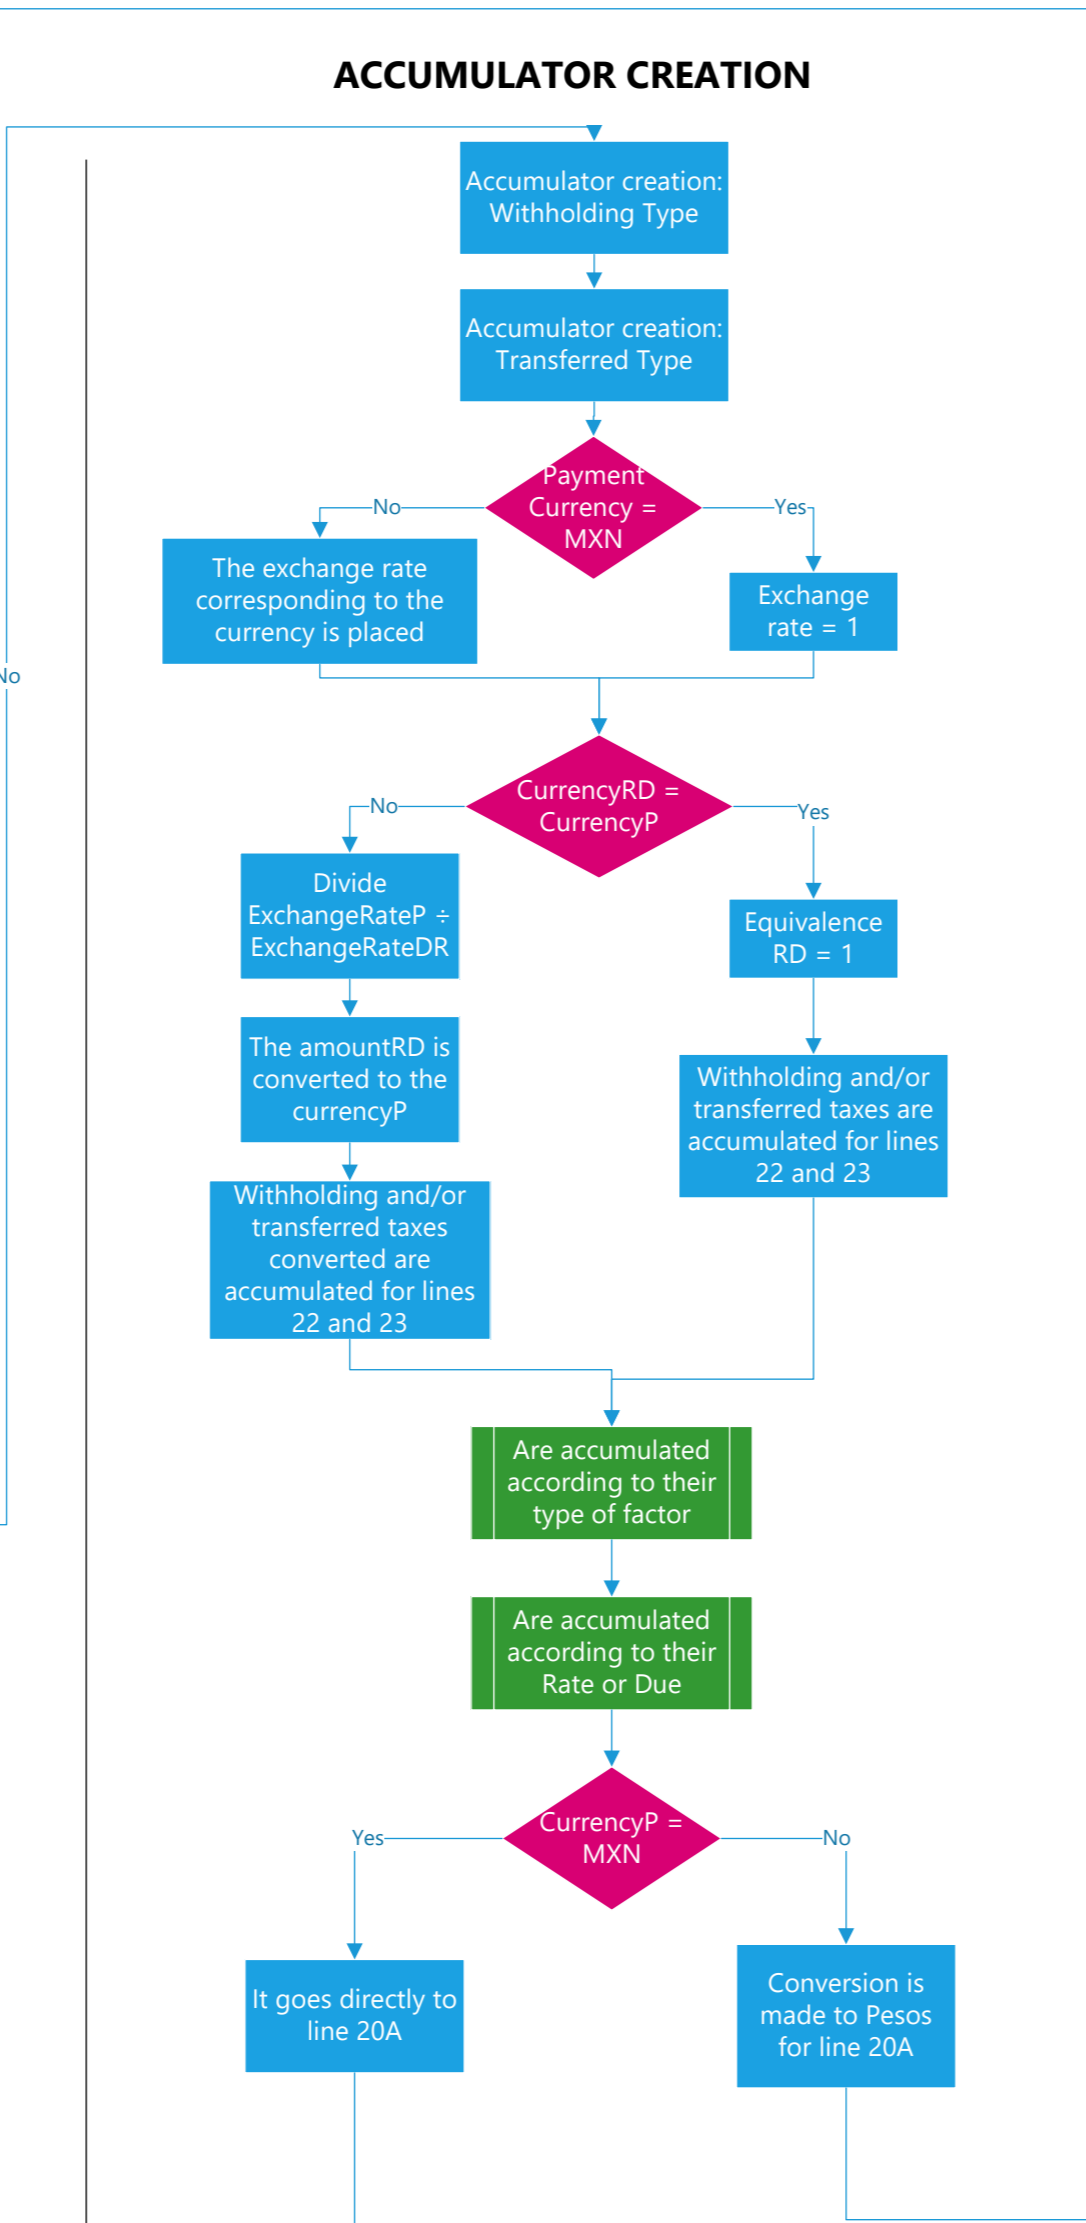 ACCUMULATOR CREATION
Accumulator creation:
Withholding Type
Accumulator creation:
Transferred Type
Payment
Currency =
MXN
No
Yes
The exchange rate
corresponding to the
currency is placed
Exchange
rate = 1
No
CurrencyRD =
CurrencyP
No
Yes
Divide
ExchangeRateP ÷
ExchangeRateDR
Equivalence
RD = 1
The amountRD is
converted to the
currencyP
Withholding and/or
transferred taxes are
accumulated for lines
22 and 23
Withholding and/or
transferred taxes
converted are
accumulated for lines
22 and 23
Are accumulated
according to their
type of factor
Are accumulated
according to their
Rate or Due
CurrencyP =
MXN
Yes
No
It goes directly to
line 20A
Conversion is
made to Pesos
for line 20A